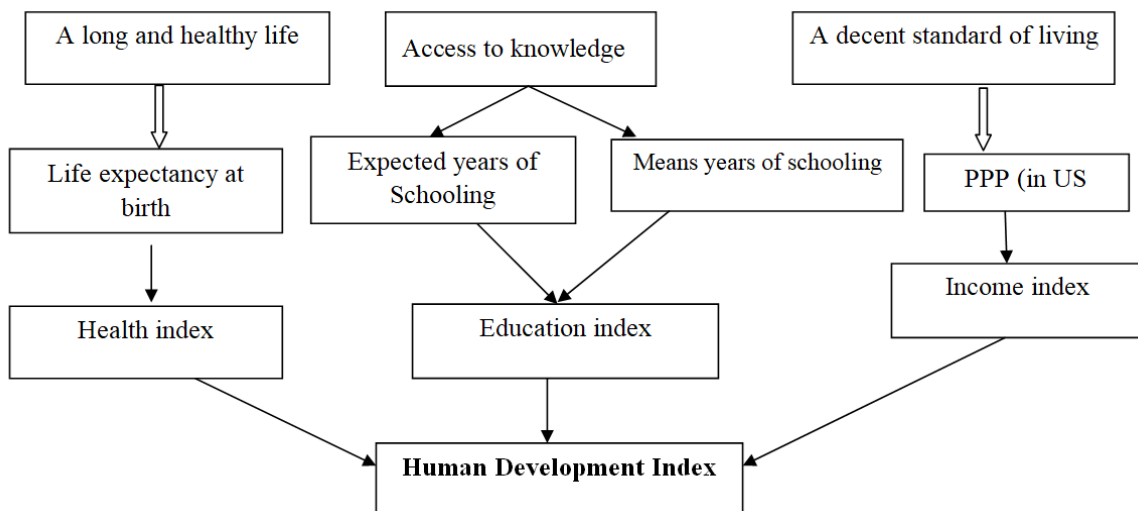 A long and healthy life
Access to knowledge
A decent standard of living
Life expectancy at
birth
Expected years of
Schooling
Means years of schooling
PPP (in US
Health index
Education index
Income index
Human Development Index